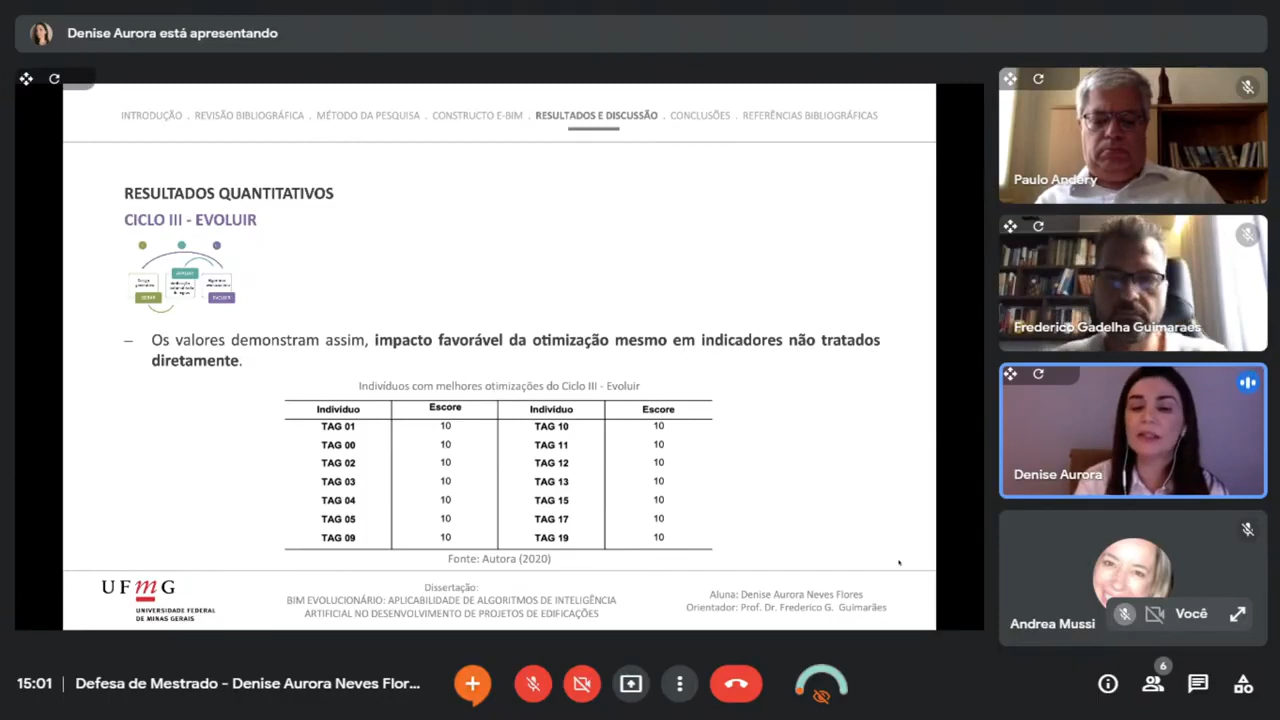 Denise Aurora está apresentando
INTRODUÇÃO . REVISÃO BIBLIOGRÁFICA . MÉTODO DA PESQUISA . CONSTRUCTO E-BIM . RESULTADOS E DISCUSSÃO . CONCLUSÕES . REFERÊNCIAS BIBLIOGRÁFICAS
RESULTADOS QUANTITATIVOS
CICLO III - EVOLUIR
– Os valores demonstram assim, impacto favorável da otimização mesmo em indicadores não tratados
diretamente.
Indivíduos com melhores otimizações do Ciclo III - Evoluir
Indivíduo Escore Indivíduo Escore
TAG 01 10 TAG 10 10
TAG 00 10 TAG 11 10
TAG 02 10 TAG 12 10
TAG 03 10 TAG 13 10
TAG 04 10 TAG 15 10
TAG 05 10 TAG 17 10
TAG 09 10 TAG 19 10
Fonte: Autora (2020)
UFmG
UNIVERSIDADE FEDERAL
DE MINAS GERAIS
Dissertação:
BIM EVOLUCIONÁRIO: APLICABILIDADE DE ALGORITMOS DE INTELIGÊNCIA
ARTIFICIAL NO DESENVOLVIMENTO DE PROJETOS DE EDIFICAÇÕES
Aluna: Denise Aurora Neves Flores
Orientador: Prof. Dr. Frederico G. Guimarães
Paulo Andery
Frederico Gadelha Guimaraes
Denise Aurora
Andrea Mussi
Você
15:01 | Defesa de Mestrado - Denise Aurora Neves Flor...
6